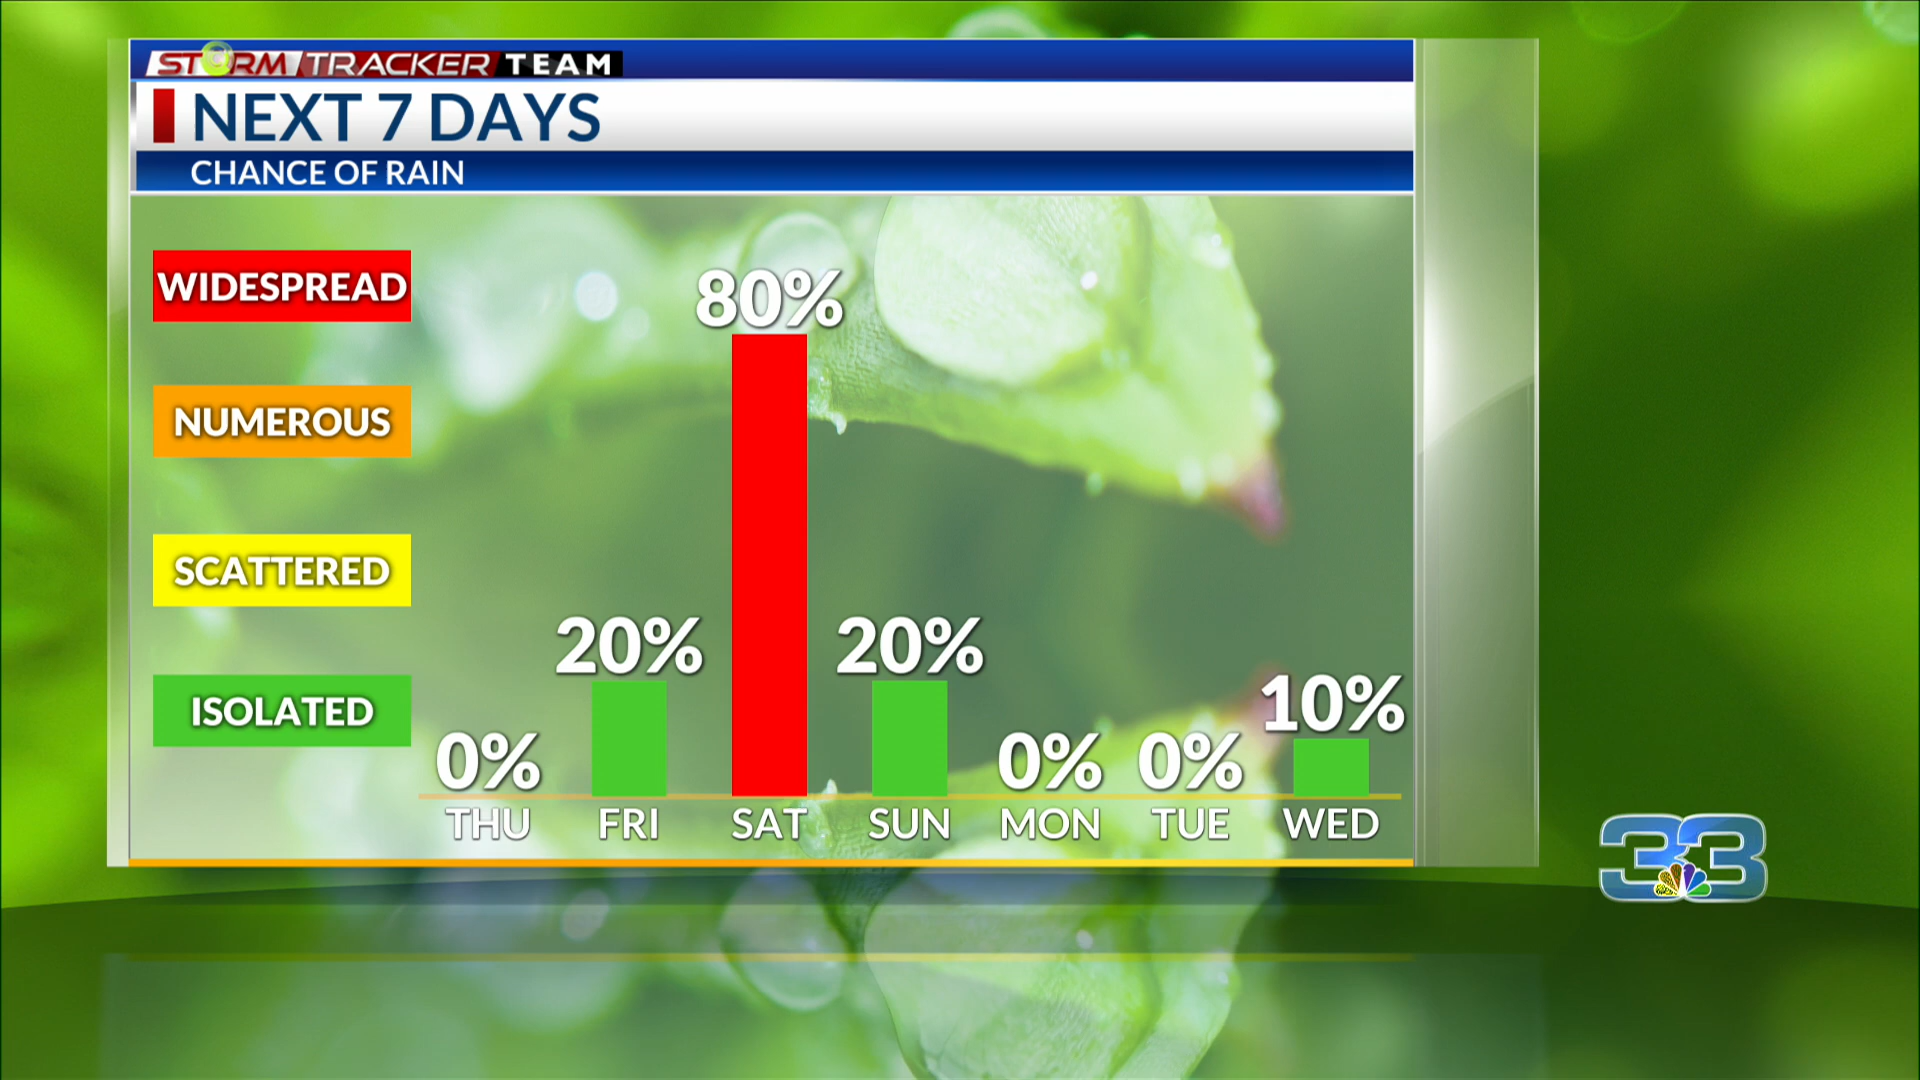 STORM TRACKER TEAM
NEXT 7 DAYS
CHANCE OF RAIN
WIDESPREAD
NUMEROUS
SCATTERED
ISOLATED
0% 20% 80% 20% 0% 0% 10%
THU FRI SAT SUN MON TUE WED
33